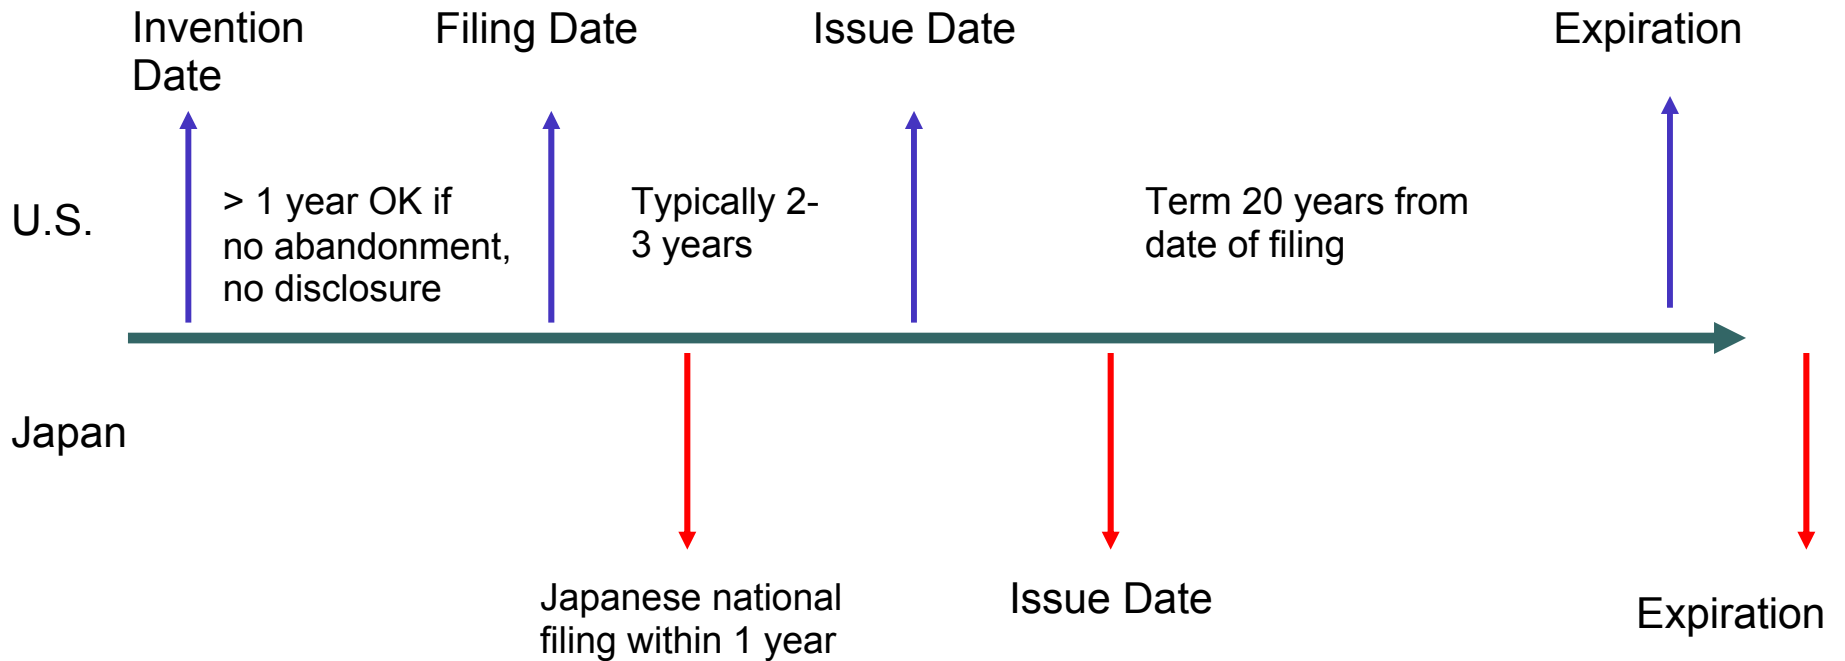 Invention
Date
Filing Date
Issue Date
Expiration
U.S.
> 1 year OK if
no abandonment,
no disclosure
Typically 2-
3 years
Term 20 years from
date of filing
Japan
Japanese national
filing within 1 year
Issue Date
Expiration